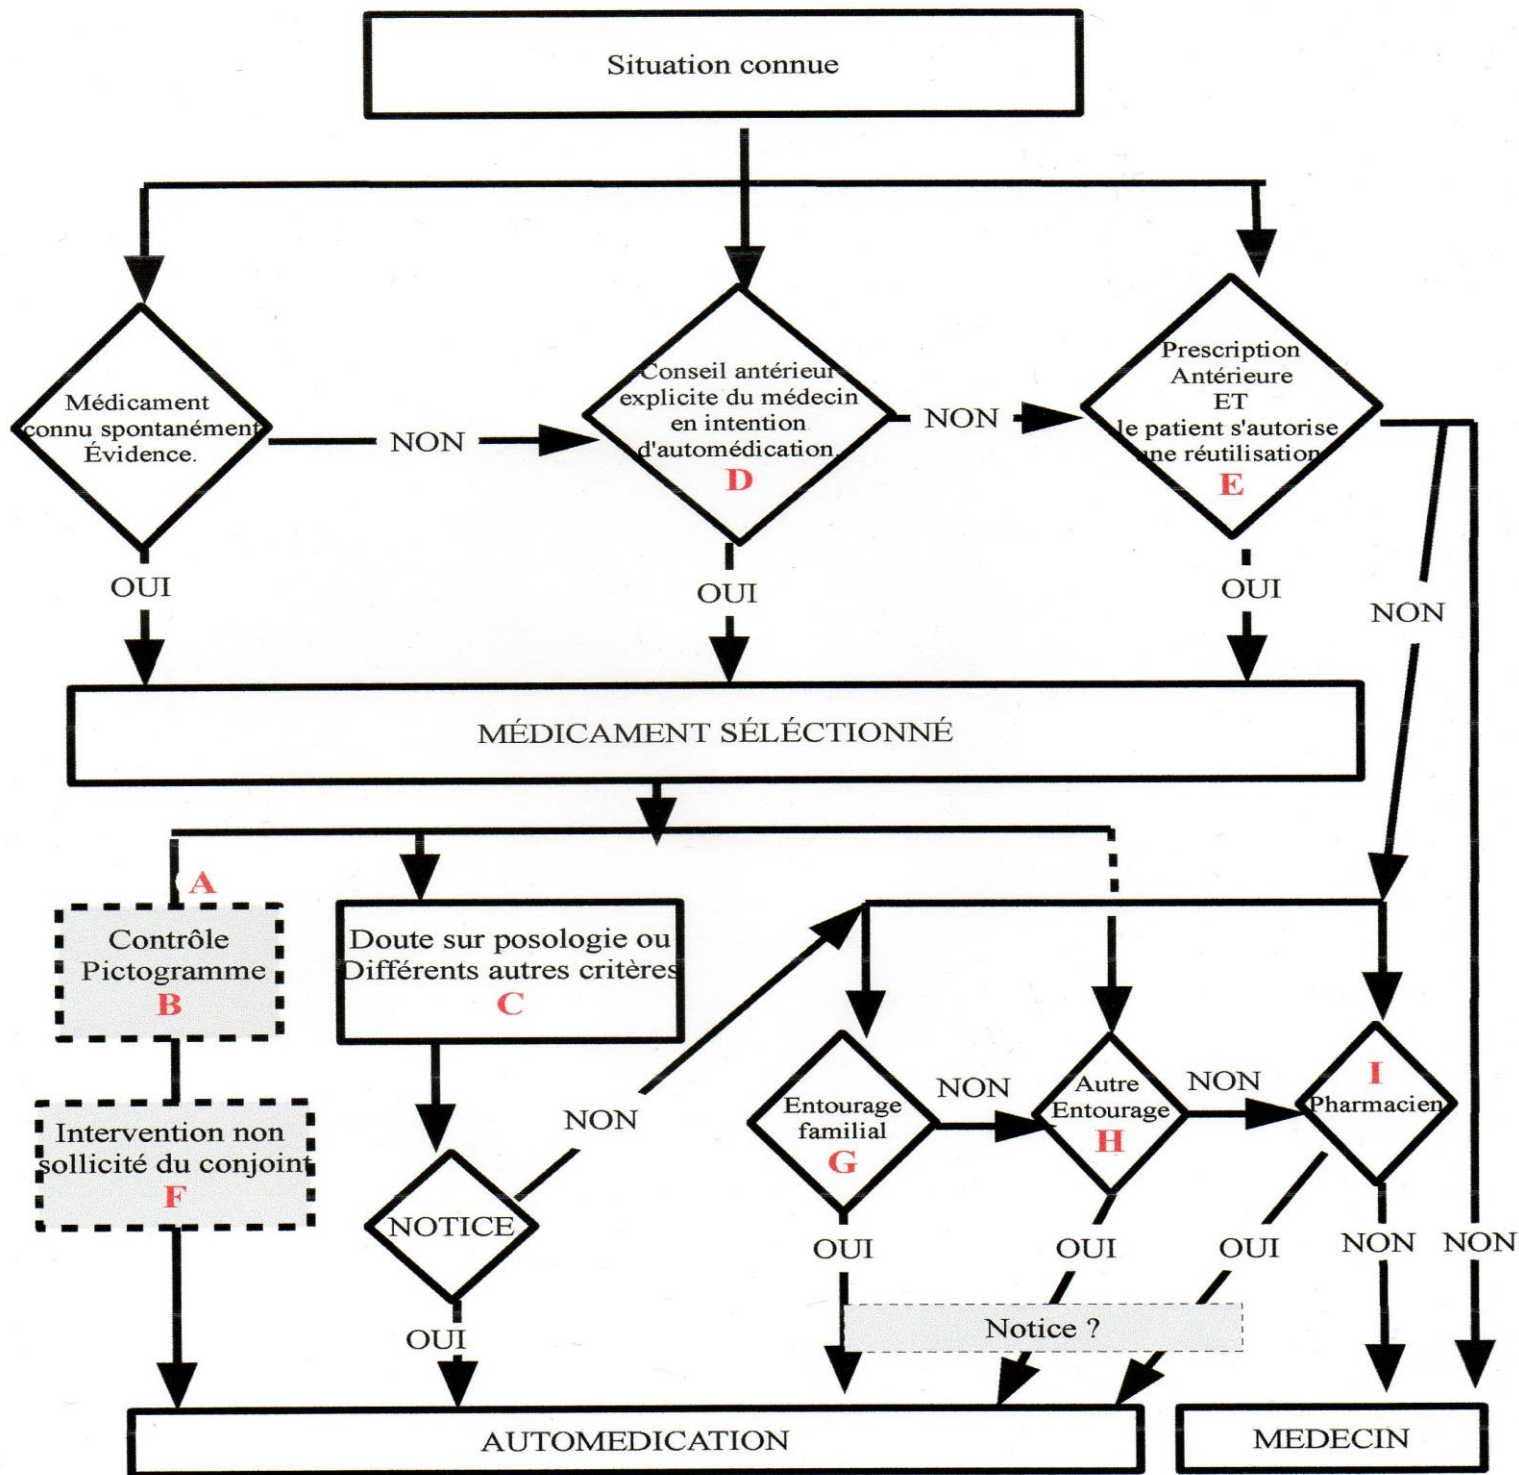 Situation connue
Médicament
connu spontanément
Évidence.
NON
Conseil antérieur
explicite du médecin
en intention
d'automédication.
D
NON
Prescription
Antérieure
ET
le patient s'autorise
une réutilisation
E
OUI
OUI
OUI
NON
MÉDICAMENT SÉLÉCTIONNÉ
A
Contrôle
Pictogramme
B
Doute sur posologie ou
Différents autres critères
C
Intervention non
sollicité du conjoint
F
NOTICE
NON
Entourage
familial
G
NON
Autre
Entourage
H
NON
I
Pharmacien
OUI
OUI
OUI
OUI
NON
NON
Notice ?
AUTOMEDICATION
MEDECIN